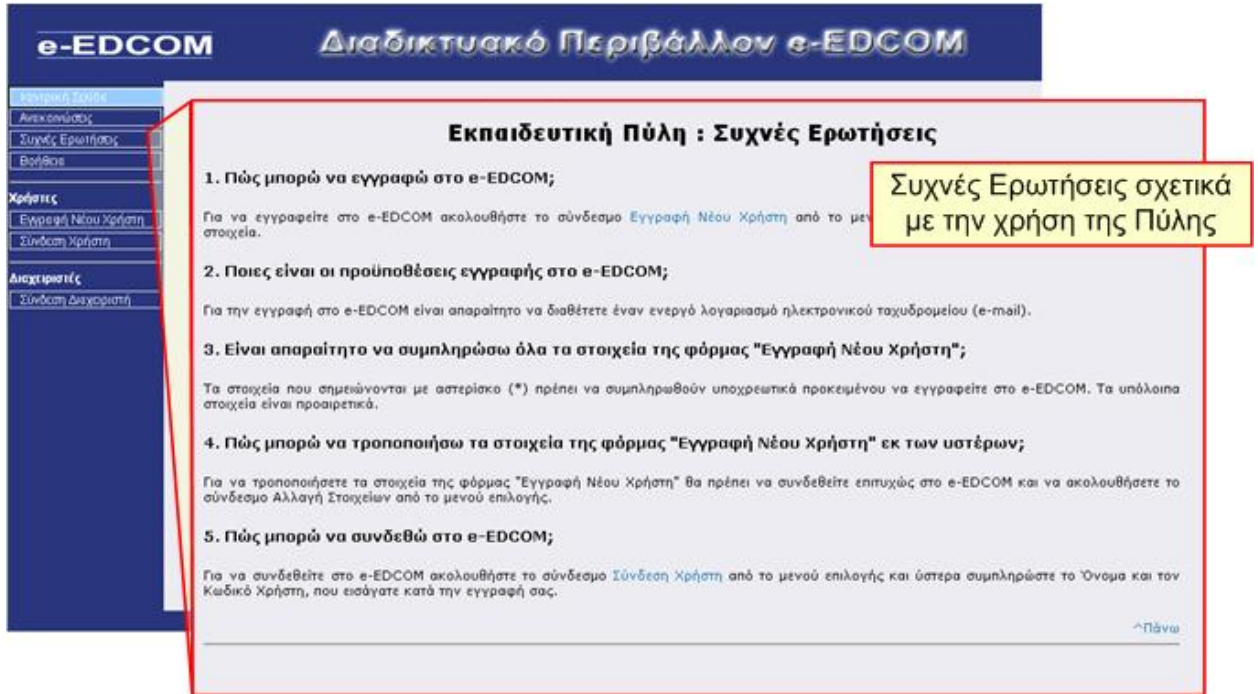 e-EDCOM
Διαδικτυακό Περιβάλλον e-EDCOM
Κεντρική Σελίδα
Ανακοινώσεις
Συχνές Ερωτήσεις
Βοήθεια
Χρήστες
Εγγραφή Νέου Χρήστη
Σύνδεση Χρήστη
Διαχειριστές
Σύνδεση Διαχειριστή
Εκπαιδευτική Πύλη : Συχνές Ερωτήσεις
Συχνές Ερωτήσεις σχετικά
με την χρήση της Πύλης
1. Πώς μπορώ να εγγραφώ στο e-EDCOM;
Για να εγγραφείτε στο e-EDCOM ακολουθήστε το σύνδεσμο Εγγραφή Νέου Χρήστη από το μεν
στοιχεία.
2. Ποιες είναι οι προϋποθέσεις εγγραφής στο e-EDCOM;
Για την εγγραφή στο e-EDCOM είναι απαραίτητο να διαθέτετε έναν ενεργό λογαριασμό ηλεκτρονικού ταχυδρομείου (e-mail).
3. Είναι απαραίτητο να συμπληρώσω όλα τα στοιχεία της φόρμας "Εγγραφή Νέου Χρήστη";
Τα στοιχεία που σημειώνονται με αστερίσκο (*) πρέπει να συμπληρωθούν υποχρεωτικά προκειμένου να εγγραφείτε στο e-EDCOM. Τα υπόλοιπα
στοιχεία είναι προαιρετικά.
4. Πώς μπορώ να τροποποιήσω τα στοιχεία της φόρμας "Εγγραφή Νέου Χρήστη" εκ των υστέρων;
Για να τροποποιήσετε τα στοιχεία της φόρμας "Εγγραφή Νέου Χρήστη" θα πρέπει να συνδεθείτε επιτυχώς στο e-EDCOM και να ακολουθήσετε το
σύνδεσμο Αλλαγή Στοιχείων από το μενού επιλογής.
5. Πώς μπορώ να συνδεθώ στο e-EDCOM;
Για να συνδεθείτε στο e-EDCOM ακολουθήστε το σύνδεσμο Σύνδεση Χρήστη από το μενού επιλογής και ύστερα συμπληρώστε το Όνομα και τον
Κωδικό Χρήστη, που εισάγατε κατά την εγγραφή σας.
^Πάνω